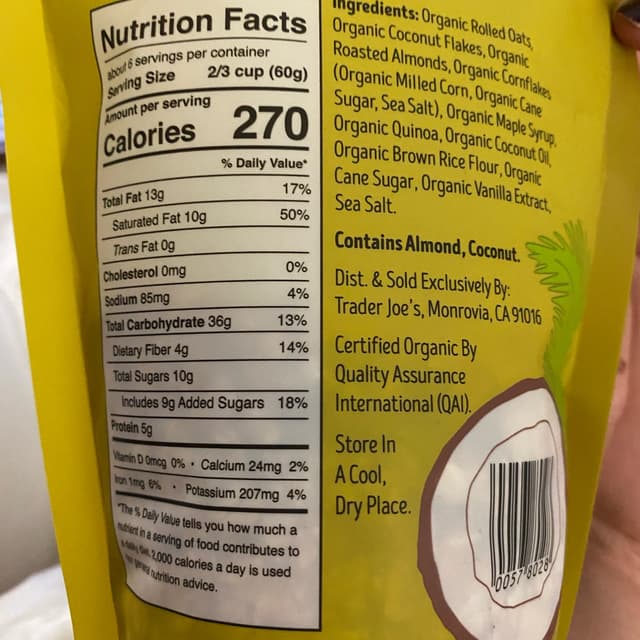 Nutrition Facts
about 6 servings per container
Serving Size 2/3 cup (60g)
Amount per serving
Calories 270
% Daily Value*
Total Fat 13g 17%
Saturated Fat 10g 50%
Trans Fat 0g
Cholesterol 0mg 0%
Sodium 85mg 4%
Total Carbohydrate 36g 13%
Dietary Fiber 4g 14%
Total Sugars 10g
Includes 9g Added Sugars 18%
Protein 5g
Vitamin D 0mcg 0% • Calcium 24mg 2%
Iron 1mg 6% • Potassium 207mg 4%
*The % Daily Value tells you how much a
nutrient in a serving of food contributes to
a daily diet. 2,000 calories a day is used
nutrition advice.
Ingredients: Organic Rolled Oats,
Organic Coconut Flakes, Organic
Roasted Almonds, Organic Cornflakes
(Organic Milled Corn, Organic Cane
Sugar, Sea Salt), Organic Maple Syrup,
Organic Quinoa, Organic Coconut Oil,
Organic Brown Rice Flour, Organic
Cane Sugar, Organic Vanilla Extract,
Sea Salt.
Contains Almond, Coconut.
Dist. & Sold Exclusively By:
Trader Joe's, Monrovia, CA 91016
Certified Organic By
Quality Assurance
International (QAI).
Store In
A Cool,
Dry Place.
0057 8028